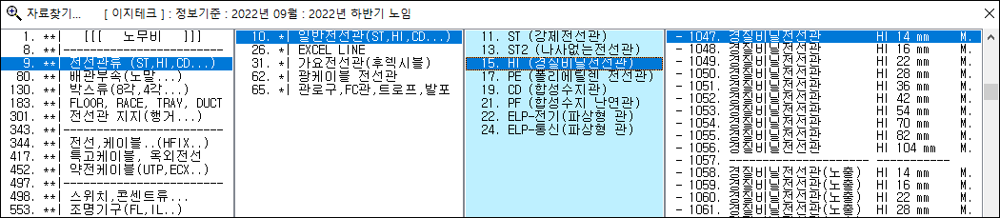 자료찾기...   [ 이지테크 ] : 정보기준 : 2022년 09월 : 2022년 하반기 노임
1. **|   [[[   노무비   ]]]
8. **|-------------------------
9. **| 전선관류 (ST,HI,CD...)
80. **| 배관부속(노말...)
130. **| 박스류(8각,4각...)
183. **| FLOOR, RACE, TRAY, DUCT
301. **| 전선관 지지(행거...)
343. **|-------------------------
344. **| 전선,케이블..(HFIX..)
417. **| 특고케이블, 옥외전선
452. **| 약전케이블(UTP,ECX..)
497. **|-------------------------
498. **| 스위치,콘센트류...
553. **| 조명기구(FL,IL..)
10. *| 일반전선관(ST,HI,CD...)
26. *| EXCEL LINE
31. *| 가요전선관(후렉시블)
62. *| 광케이블 전선관
65. *| 관로구,FC관,트로프,발포
11. ST (강제전선관)
13. ST2 (나사없는전선관)
15. HI (경질비닐전선관)
17. PE (폴리에틸렌 전선관)
19. CD (합성수지관)
21. PF (합성수지 난연관)
22. ELP-전기(파상형 관)
24. ELP-통신(파상형 관)
- 1047. 경질비닐전선관   HI 14 mm   M.
- 1048. 경질비닐전선관   HI 16 mm   M.
- 1049. 경질비닐전선관   HI 22 mm   M.
- 1050. 경질비닐전선관   HI 28 mm   M.
- 1051. 경질비닐전선관   HI 36 mm   M.
- 1052. 경질비닐전선관   HI 42 mm   M.
- 1053. 경질비닐전선관   HI 54 mm   M.
- 1054. 경질비닐전선관   HI 70 mm   M.
- 1055. 경질비닐전선관   HI 82 mm   M.
- 1056. 경질비닐전선관   HI 104 mm   M.
- 1057. ---------------- ----------
- 1058. 경질비닐전선관(노출)   HI 14 mm   M.
- 1059. 경질비닐전선관(노출)   HI 16 mm   M.
- 1060. 경질비닐전선관(노출)   HI 22 mm   M.
- 1061. 경질비닐전선관(노출)   HI 28 mm   M.